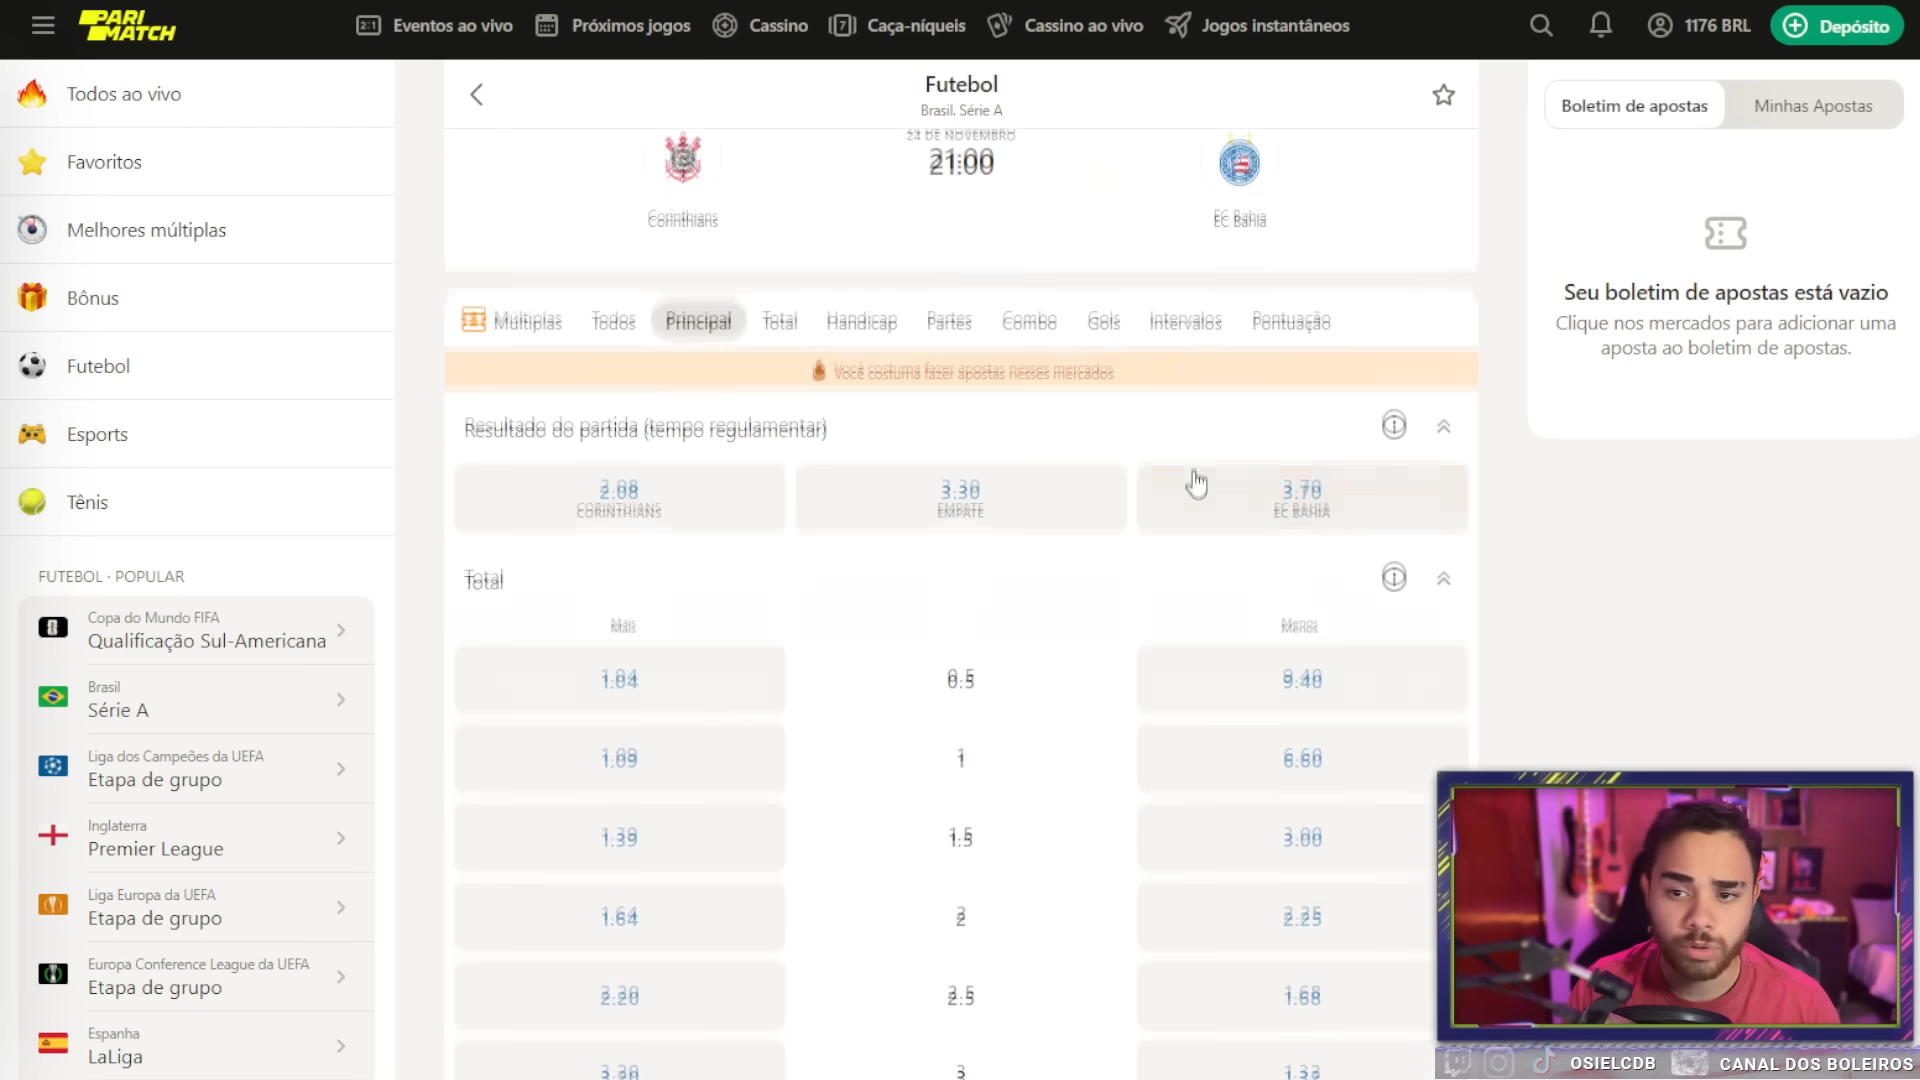 PARI MATCH
2:1 Eventos ao vivo
Próximos jogos
Cassino
Caça-níqueis
Cassino ao vivo
Jogos instantâneos
1176 BRL
Depósito
Todos ao vivo
Favoritos
Melhores múltiplas
Bônus
Futebol
Esports
Tênis
FUTEBOL · POPULAR
Copa do Mundo FIFA
Qualificação Sul-Americana
Brasil
Série A
Liga dos Campeões da UEFA
Etapa de grupo
Inglaterra
Premier League
Liga Europa da UEFA
Etapa de grupo
Europa Conference League da UEFA
Etapa de grupo
Espanha
LaLiga
Futebol
Brasil. Série A
24 DE NOVEMBRO
21:00
Corinthians
EC Bahia
Múltiplas Todos Principal Total Handicap Partes Combo Gols Intervalos Pontuação
Você costuma fazer apostas nesses mercados
Resultado do partida (tempo regulamentar)
2.08 3.30 3.70
CORINTHIANS EMPATE EC BAHIA
Total
Mais Menos
1.04 0.5 9.40
1.09 1 6.60
1.39 1.5 3.00
1.64 2 2.25
2.20 2.5 1.68
3 1.33
Boletim de apostas
Minhas Apostas
Seu boletim de apostas está vazio
Clique nos mercados para adicionar uma
aposta ao boletim de apostas.
OSIELCDB
CANAL DOS BOLEIROS